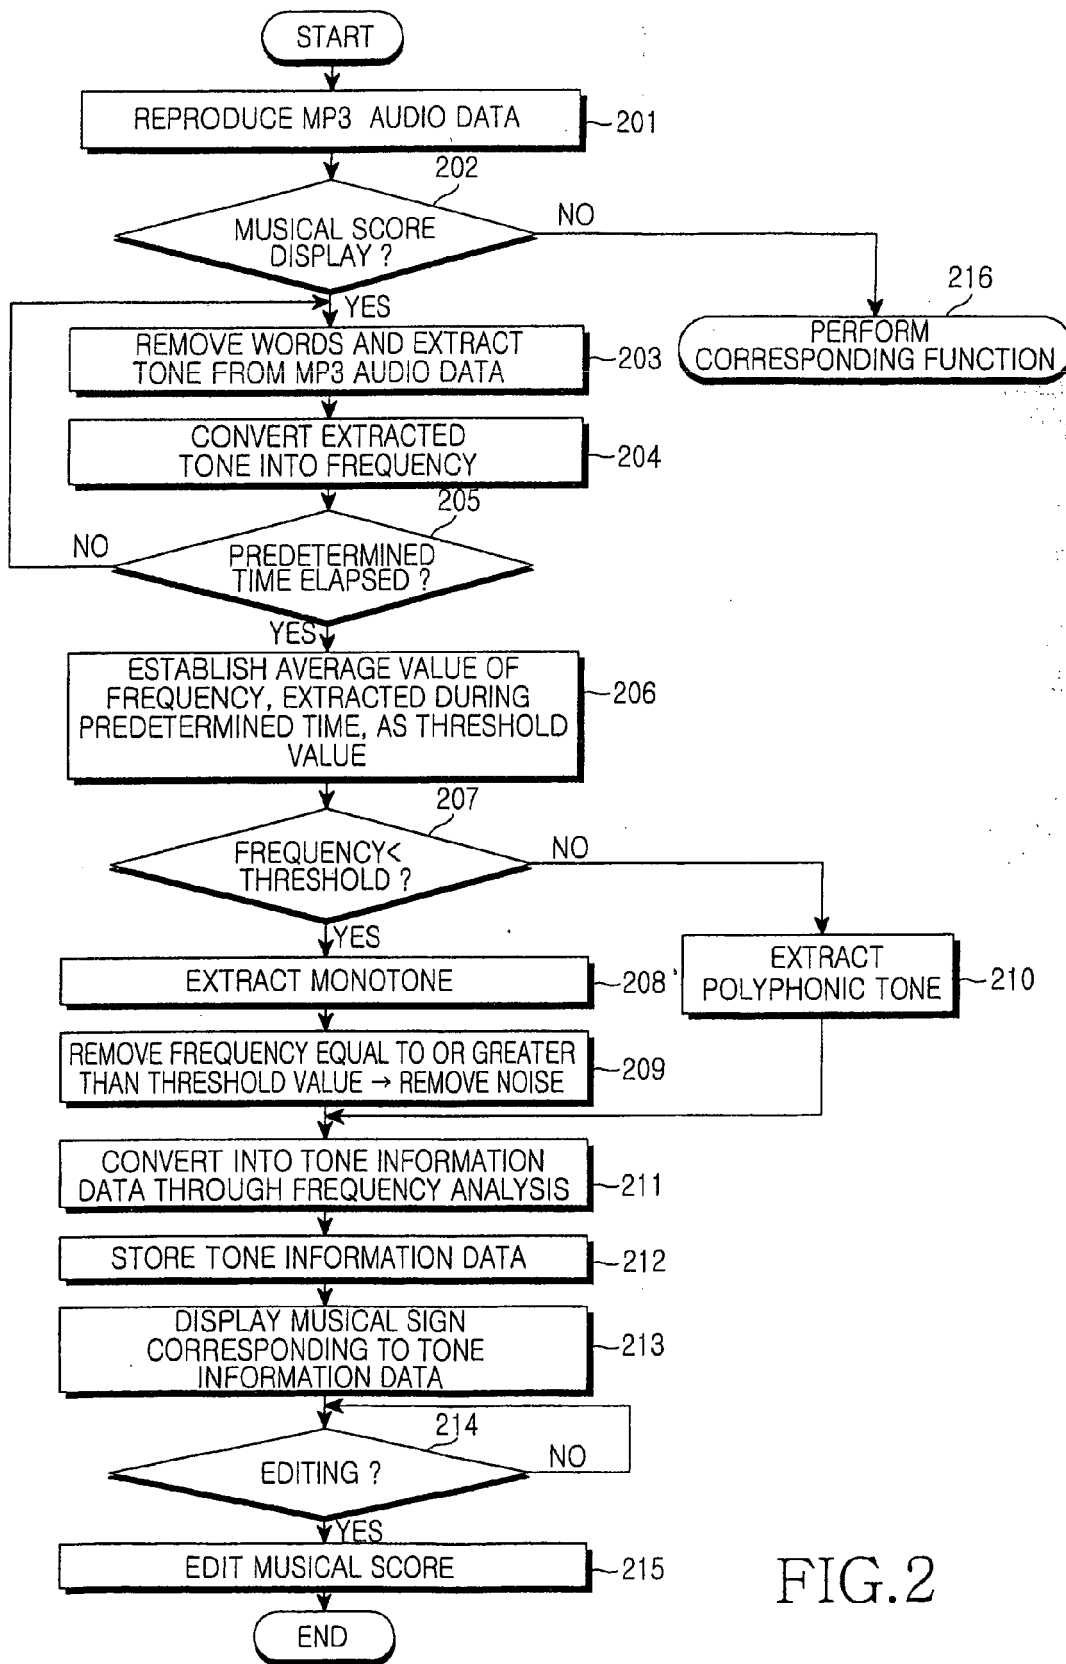 START
REPRODUCE MP3 AUDIO DATA
201
202
MUSICAL SCORE
DISPLAY ?
NO
YES
216
PERFORM
CORRESPONDING FUNCTION
REMOVE WORDS AND EXTRACT
TONE FROM MP3 AUDIO DATA
203
CONVERT EXTRACTED
TONE INTO FREQUENCY
204
205
NO
PREDETERMINED
TIME ELAPSED ?
YES
ESTABLISH AVERAGE VALUE OF
FREQUENCY, EXTRACTED DURING
PREDETERMINED TIME, AS THRESHOLD
VALUE
206
207
FREQUENCY<
THRESHOLD ?
NO
YES
EXTRACT MONOTONE
208
EXTRACT
POLYPHONIC TONE
210
REMOVE FREQUENCY EQUAL TO OR GREATER
THAN THRESHOLD VALUE → REMOVE NOISE
209
CONVERT INTO TONE INFORMATION
DATA THROUGH FREQUENCY ANALYSIS
211
STORE TONE INFORMATION DATA
212
DISPLAY MUSICAL SIGN
CORRESPONDING TO TONE
INFORMATION DATA
213
214
EDITING ?
NO
YES
EDIT MUSICAL SCORE
215
END
FIG.2